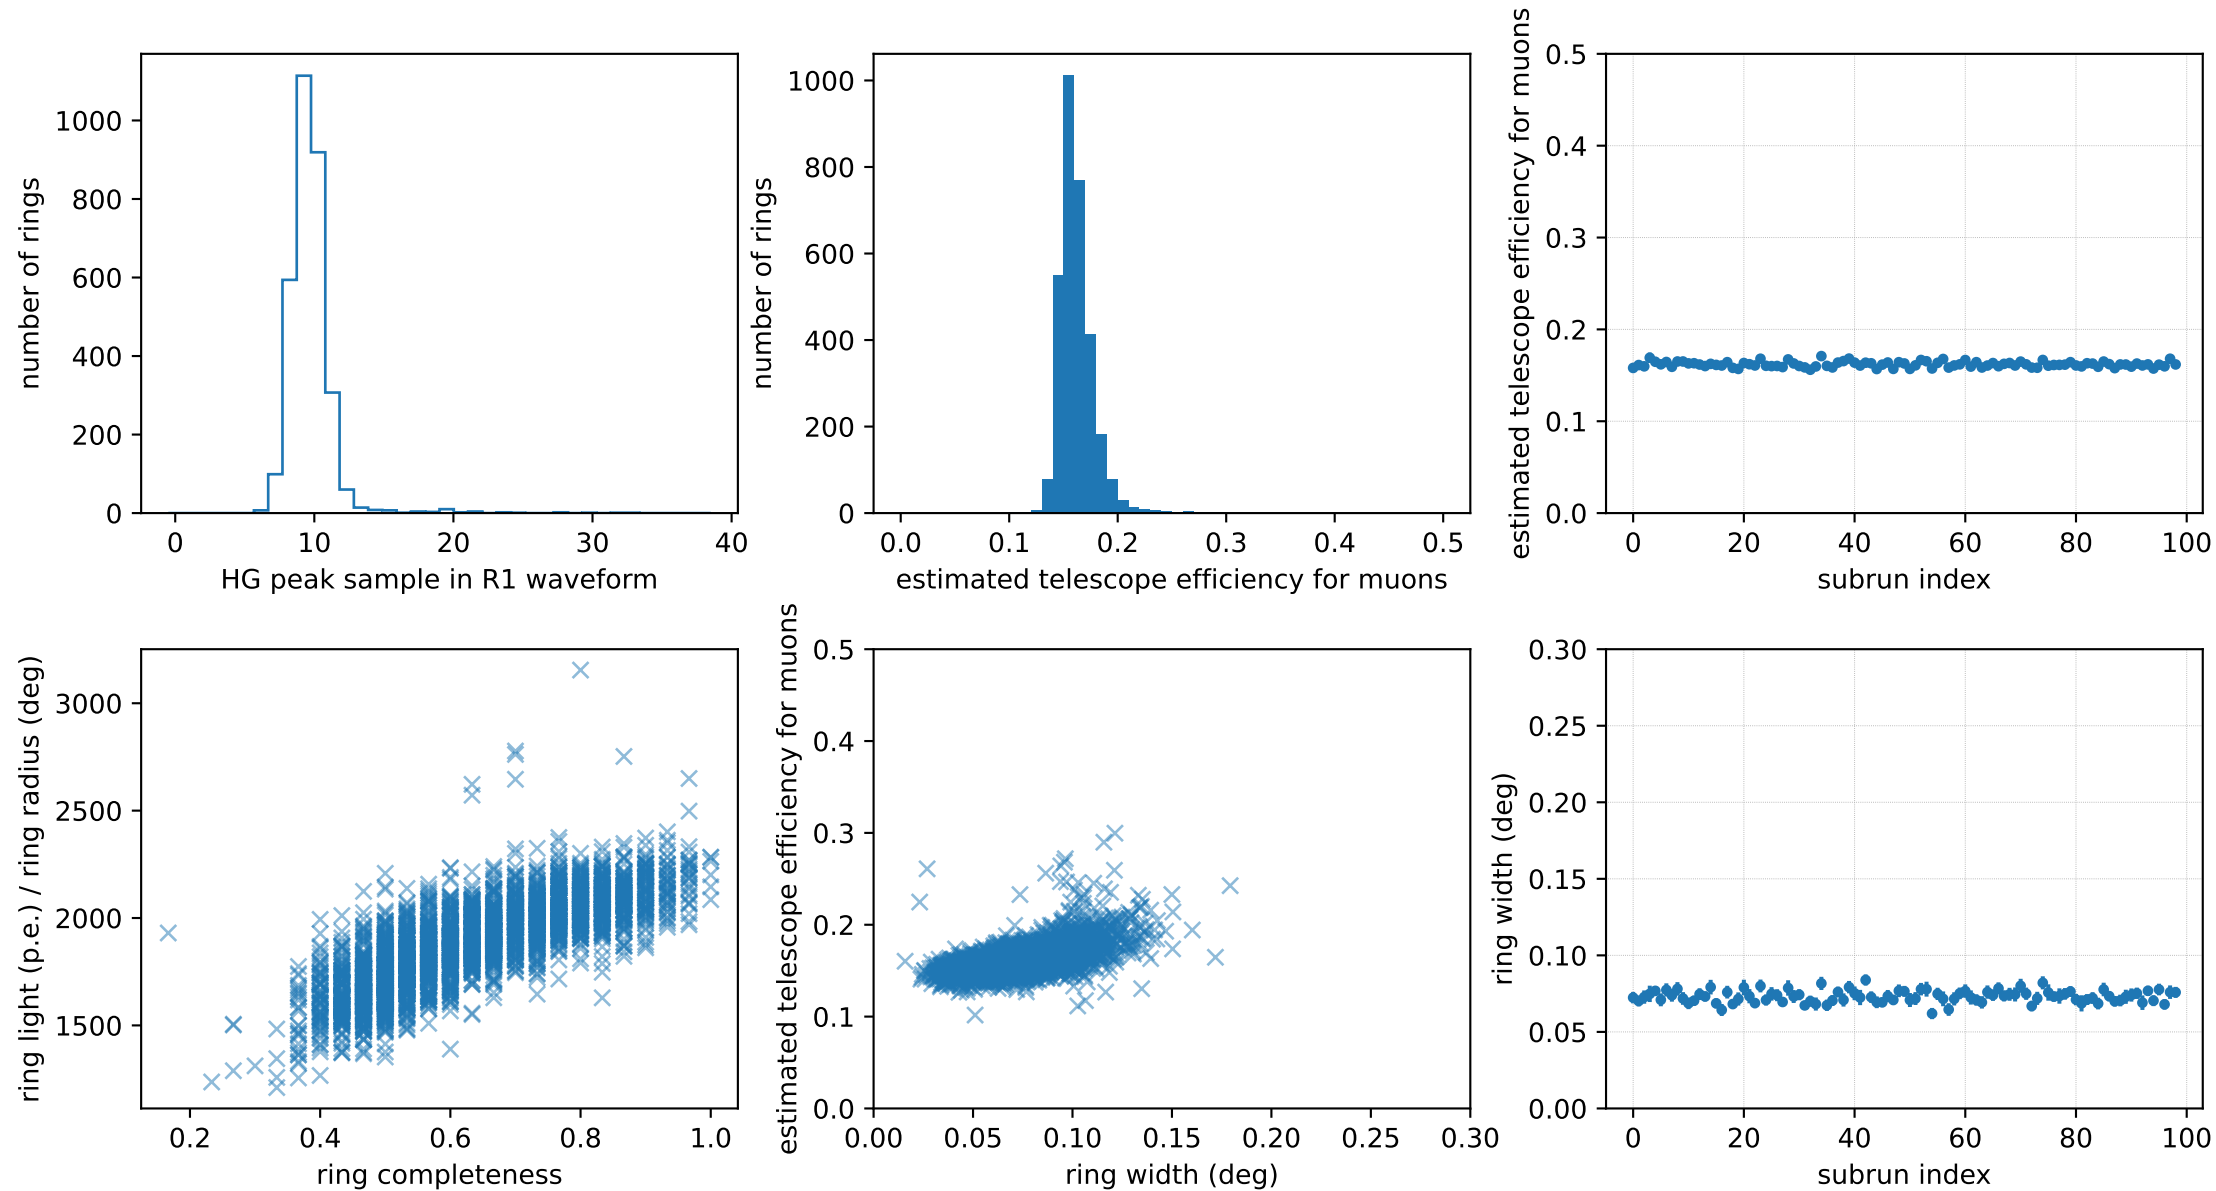 number of rings
1000
800
600
400
200
0
0 10 20 30 40
HG peak sample in R1 waveform
number of rings
1000
800
600
400
200
0
0.0 0.1 0.2 0.3 0.4 0.5
estimated telescope efficiency for muons
estimated telescope efficiency for muons
0.5
0.4
0.3
0.2
0.1
0.0
0 20 40 60 80 100
subrun index
ring light (p.e.) / ring radius (deg)
3000
2500
2000
1500
0.2 0.4 0.6 0.8 1.0
ring completeness
estimated telescope efficiency for muons
0.5
0.4
0.3
0.2
0.1
0.0
0.00 0.05 0.10 0.15 0.20 0.25 0.30
ring width (deg)
ring width (deg)
0.30
0.25
0.20
0.15
0.10
0.05
0.00
0 20 40 60 80 100
subrun index